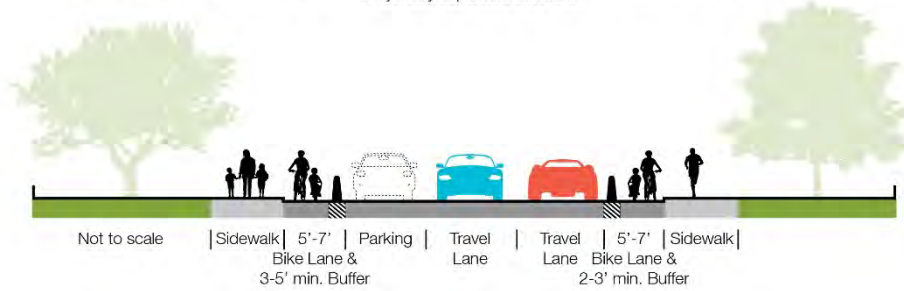 Not to scale | Sidewalk | 5'-7' | Parking | Travel | Travel | 5'-7' | Sidewalk |
Bike Lane & Lane Lane Bike Lane &
3-5' min. Buffer 2-3' min. Buffer